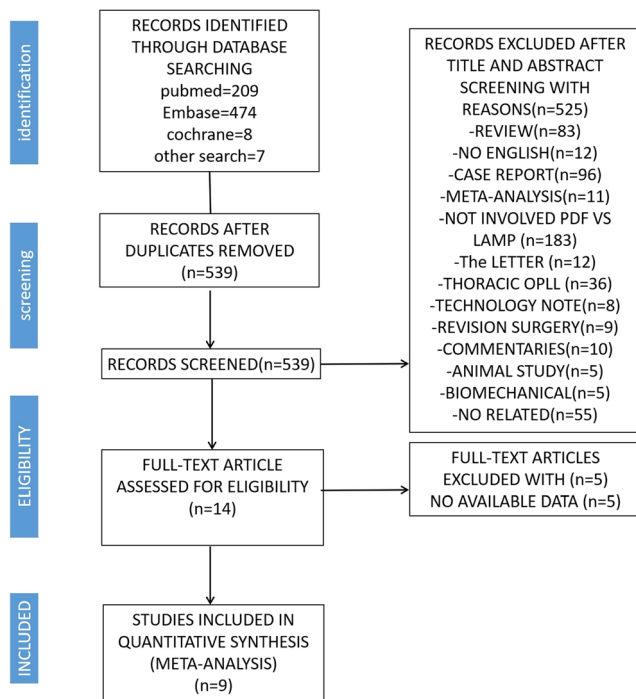 identification
RECORDS IDENTIFIED
THROUGH DATABASE
SEARCHING
pubmed=209
Embase=474
cochrane=8
other search=7
RECORDS EXCLUDED AFTER
TITLE AND ABSTRACT
SCREENING WITH
REASONS(n=525)
-REVIEW(n=83)
-NO ENGLISH(n=12)
-CASE REPORT(n=96)
-META-ANALYSIS(n=11)
-NOT INVOLVED PDF VS
LAMP (n=183)
-The LETTER (n=12)
-THORACIC OPLL (n=36)
-TECHNOLOGY NOTE(n=8)
-REVISION SURGERY(n=9)
-COMMENTARIES(n=10)
-ANIMAL STUDY(n=5)
-BIOMECHANICAL(n=5)
-NO RELATED(n=55)
screening
RECORDS AFTER
DUPLICATES REMOVED
(n=539)
RECORDS SCREENED(n=539)
ELIGIBILITY
FULL-TEXT ARTICLE
ASSESSED FOR ELIGIBILITY
(n=14)
FULL-TEXT ARTICLES
EXCLUDED WITH (n=5)
NO AVAILABLE DATA(n=5)
INCLUDED
STUDIES INCLUDED IN
QUANTITATIVE SYNTHESIS
(META-ANALYSIS)
(n=9)